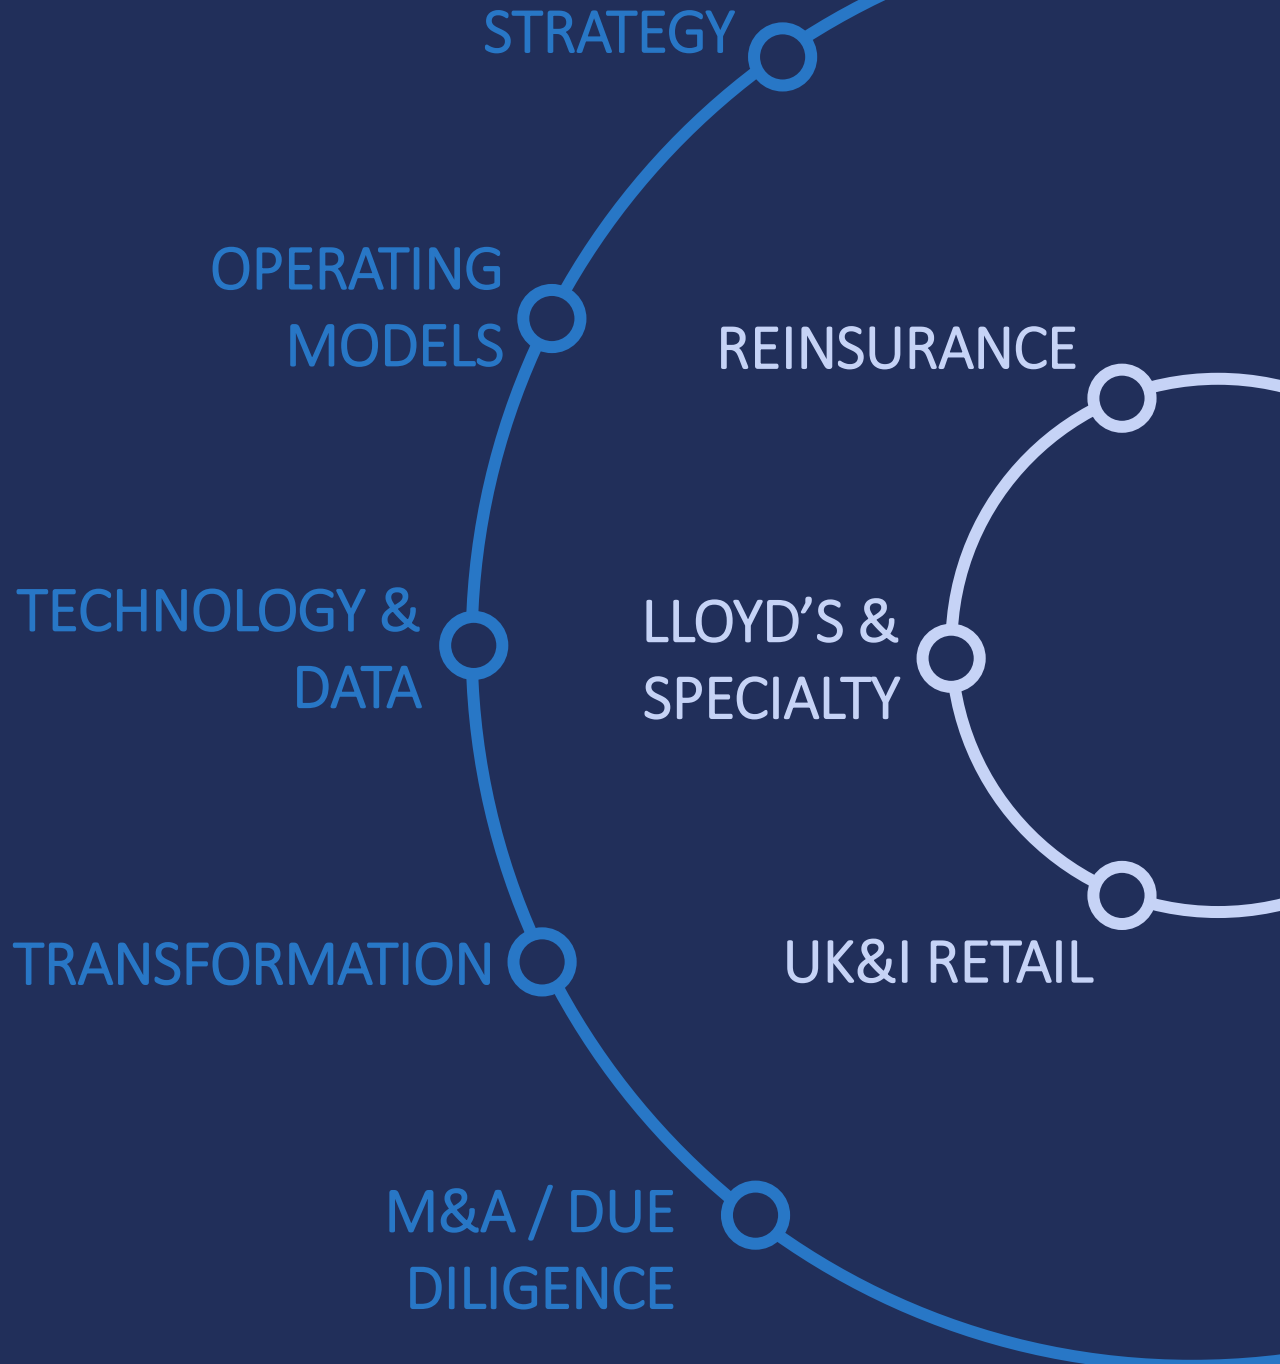 STRATEGY
OPERATING
MODELS
REINSURANCE
TECHNOLOGY &
DATA
LLOYD’S &
SPECIALTY
TRANSFORMATION
UK&I RETAIL
M&A / DUE
DILIGENCE